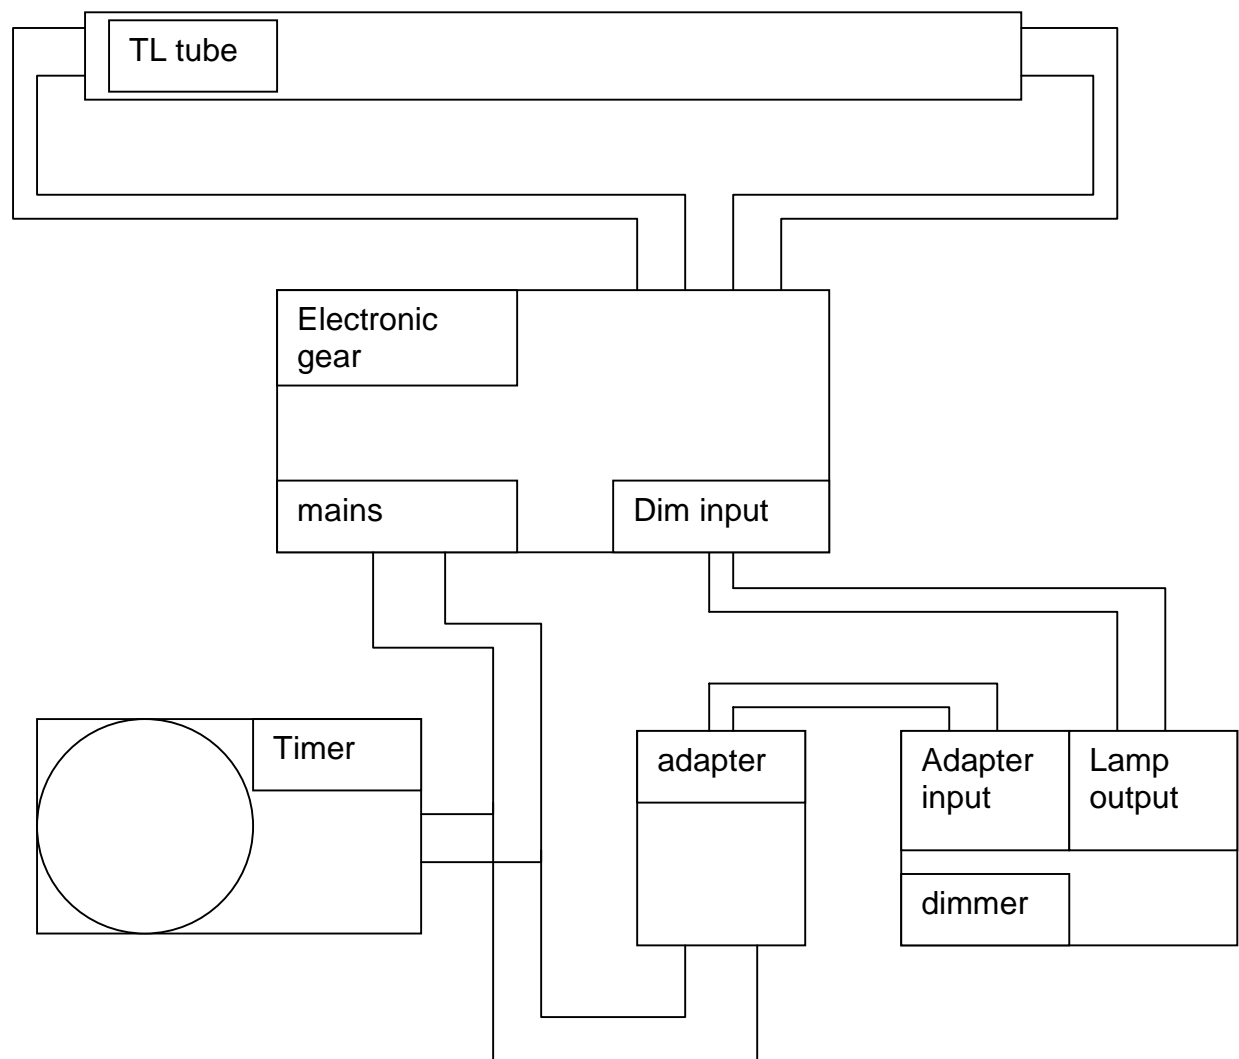 TL tube
Electronic
gear
mains
Dim input
Timer
adapter
Adapter
input
Lamp
output
dimmer